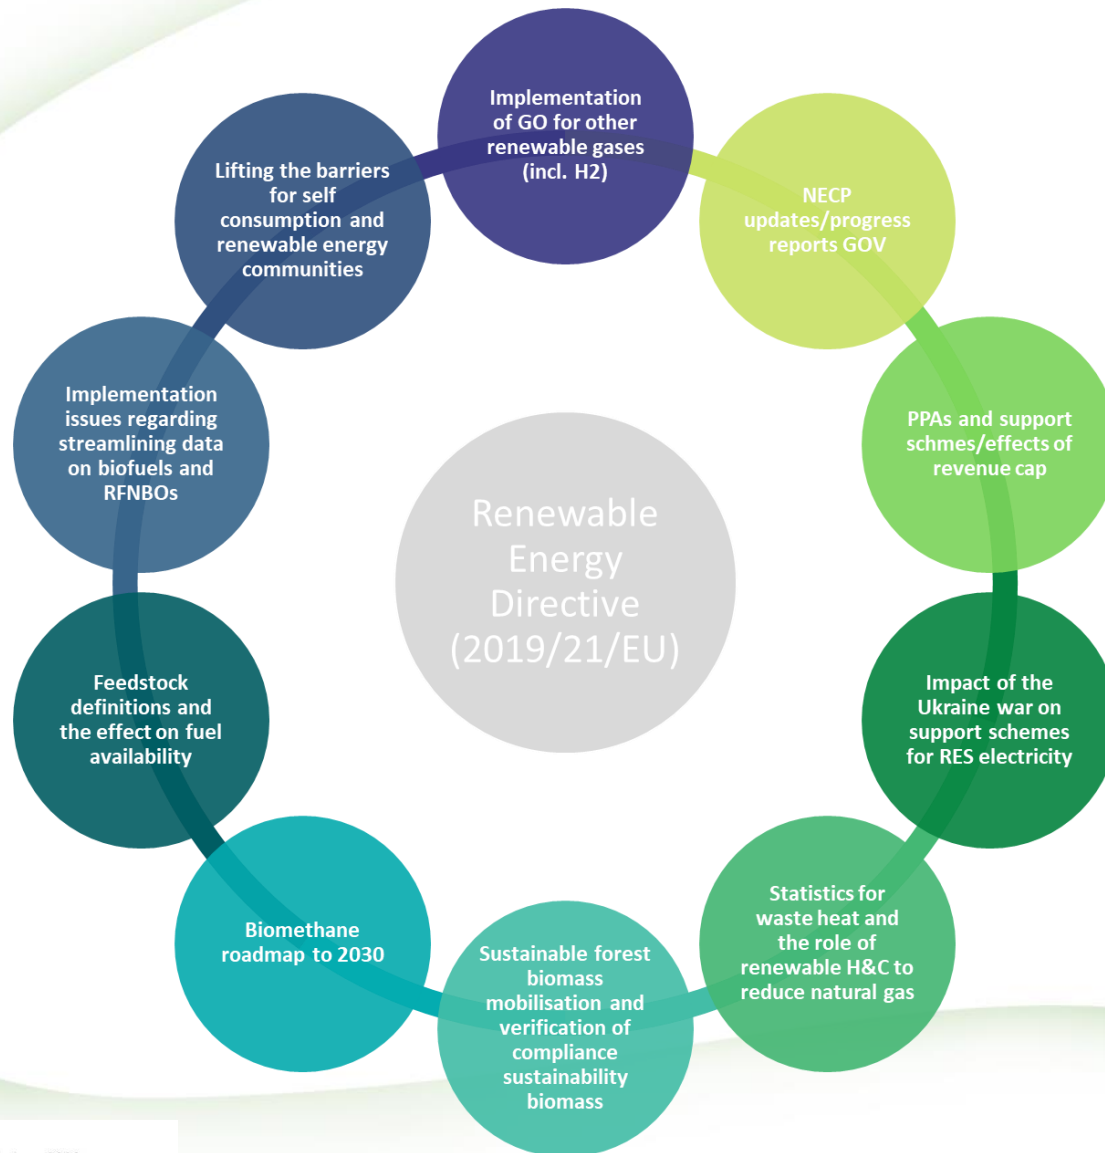 Implementation
of GO for other
renewable gases
(incl. H2)
NECP
updates/progress
reports GOV
PPAs and support
schmes/effects of
revenue cap
Impact of the
Ukraine war on
support schemes
for RES electricity
Statistics for
waste heat and
the role of
renewable H&C to
reduce natural gas
Sustainable forest
biomass
mobilisation and
verification of
compliance
sustainability
biomass
Biomethane
roadmap to 2030
Feedstock
definitions and
the effect on fuel
availability
Implementation
issues regarding
streamlining data
on biofuels and
RFNBOs
Lifting the barriers
for self
consumption and
renewable energy
communities
Renewable
Energy
Directive
(2019/21/EU)